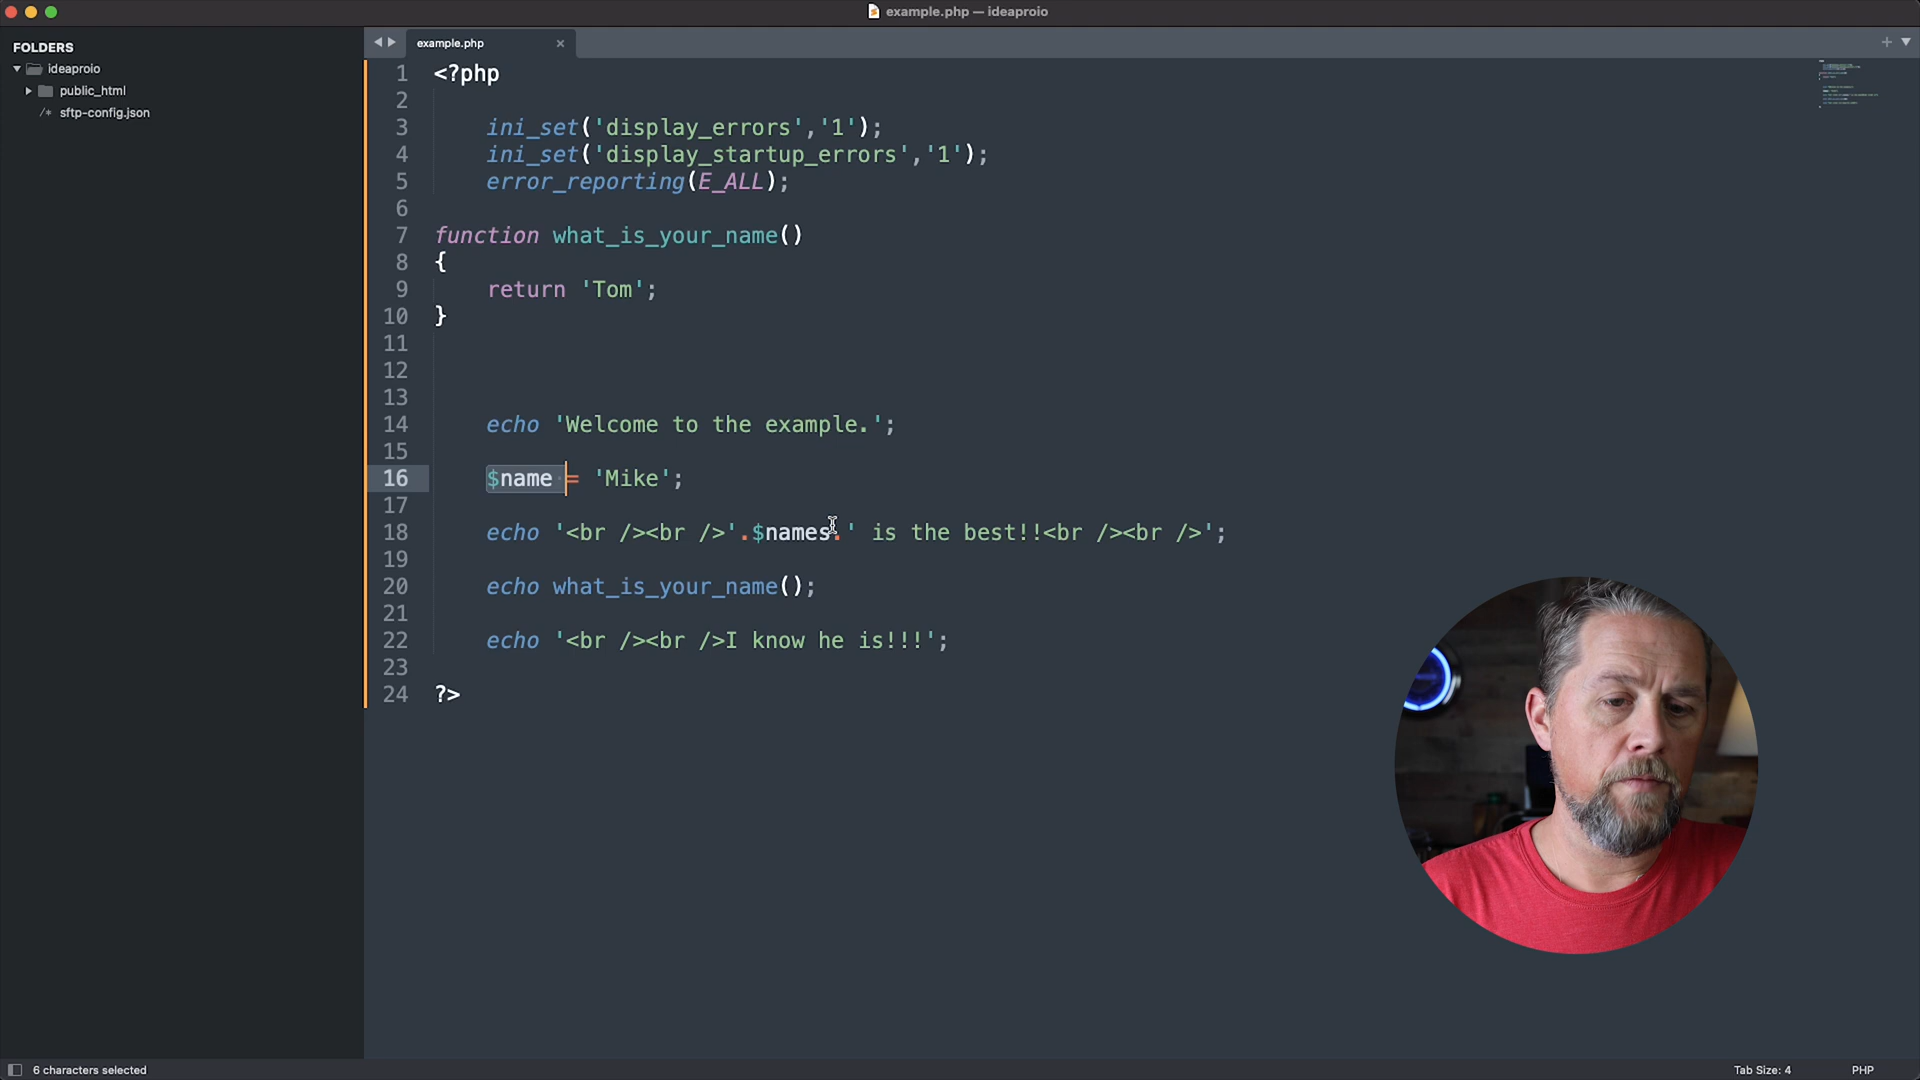 example.php — ideaproio
FOLDERS
ideaproio
public_html
/* sftp-config.json
example.php
1 <?php
2
3 ini_set('display_errors','1');
4 ini_set('display_startup_errors','1');
5 error_reporting(E_ALL);
6
7 function what_is_your_name()
8 {
9 return 'Tom';
10 }
11
12
13
14 echo 'Welcome to the example.';
15
16 $name = 'Mike';
17
18 echo '<br /><br />'.$names.' is the best!!<br /><br />';
19
20 echo what_is_your_name();
21
22 echo '<br /><br />I know he is!!!';
23
24 ?>
6 characters selected
Tab Size: 4
PHP